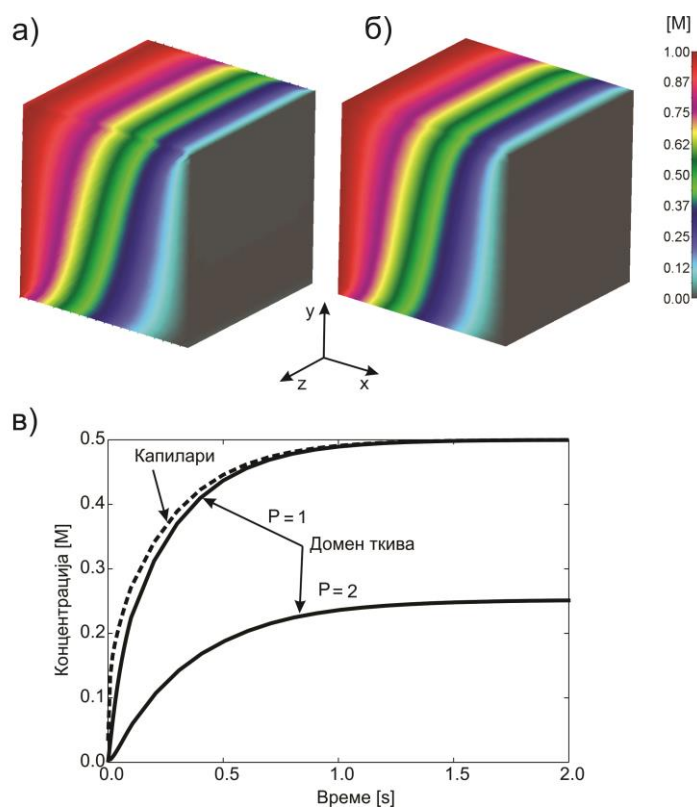 а)
б)
[M]
1.00
0.87
0.75
0.62
0.50
0.37
0.25
0.12
0.00
y
z
x
в)
Концентрација [M]
0.5
0.4
0.3
0.2
0.1
0.0
Капилари
P = 1
Домен ткива
P = 2
0.0
0.5
1.0
1.5
2.0
Време [s]